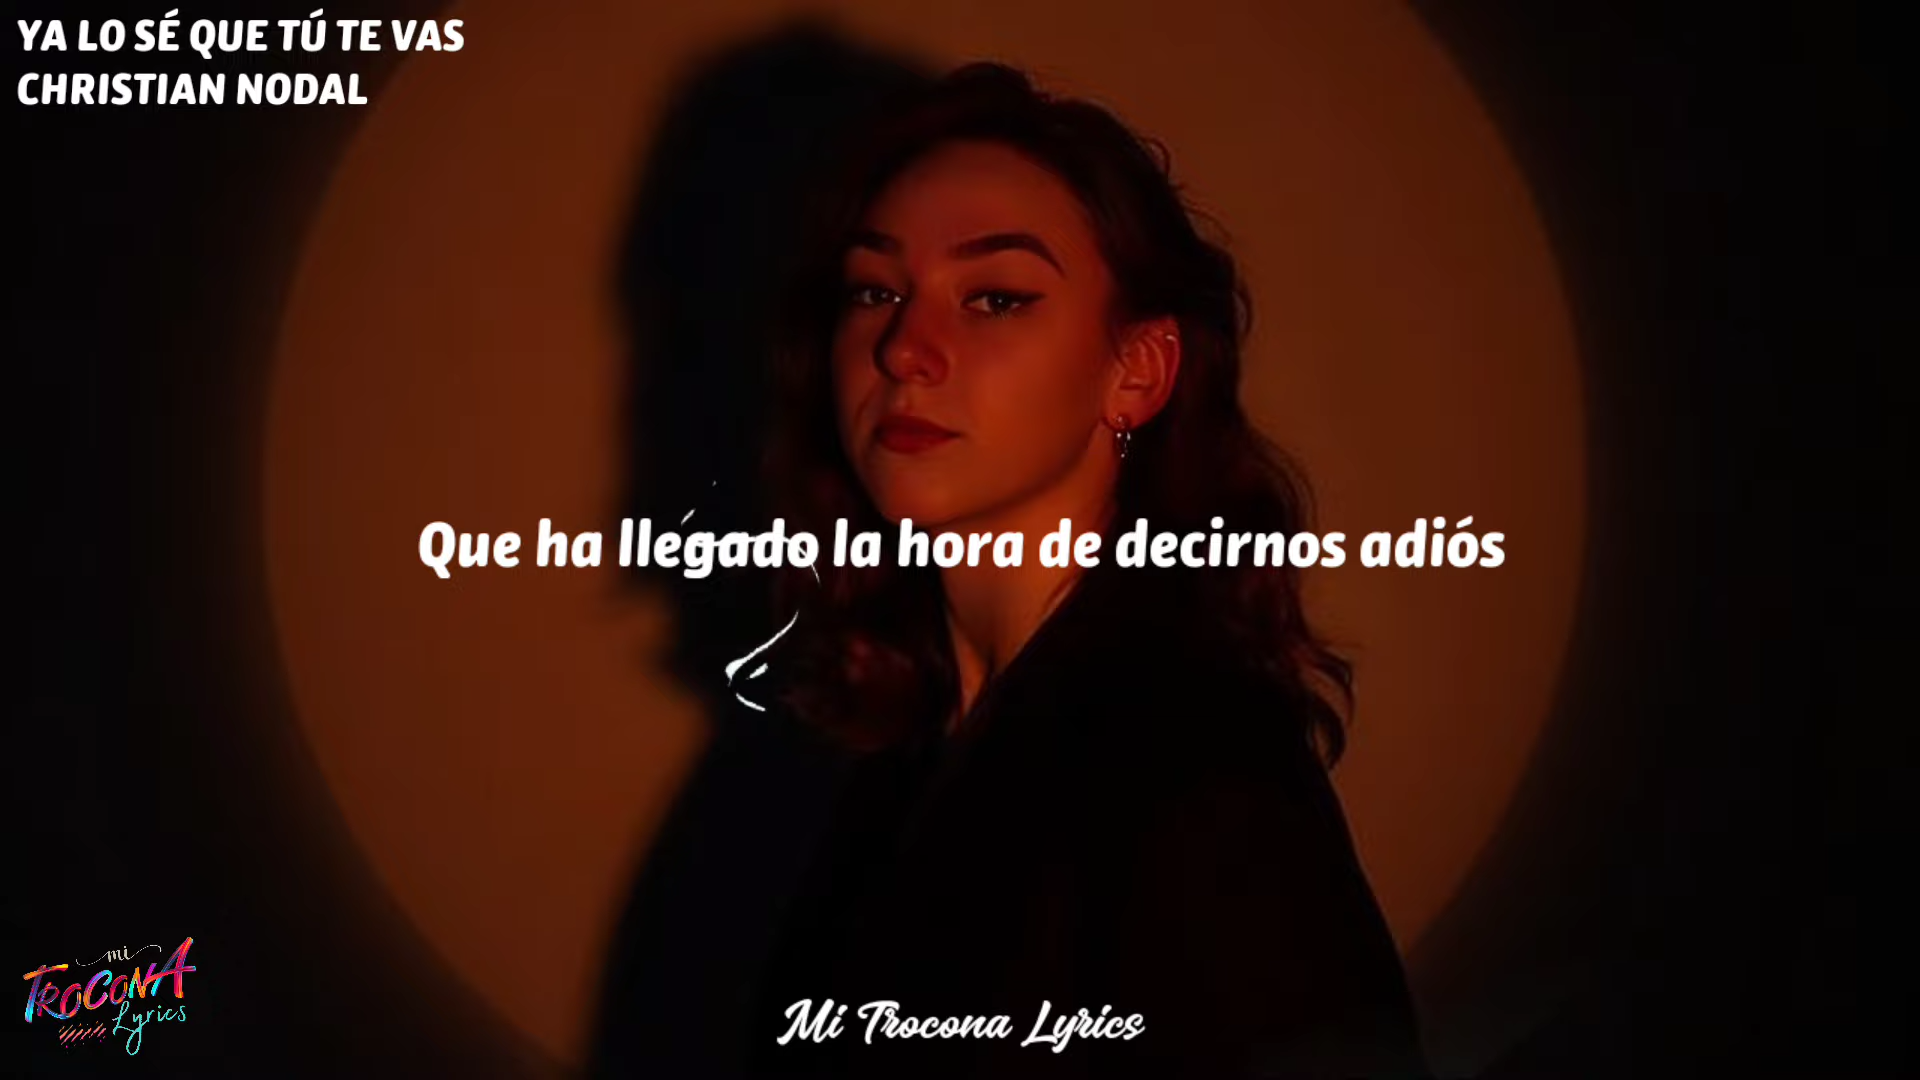 YA LO SÉ QUE TÚ TE VAS
CHRISTIAN NODAL
Que ha llegado la hora de decirnos adiós
mi
TROCONA
Lyrics
Mi Trocona Lyrics